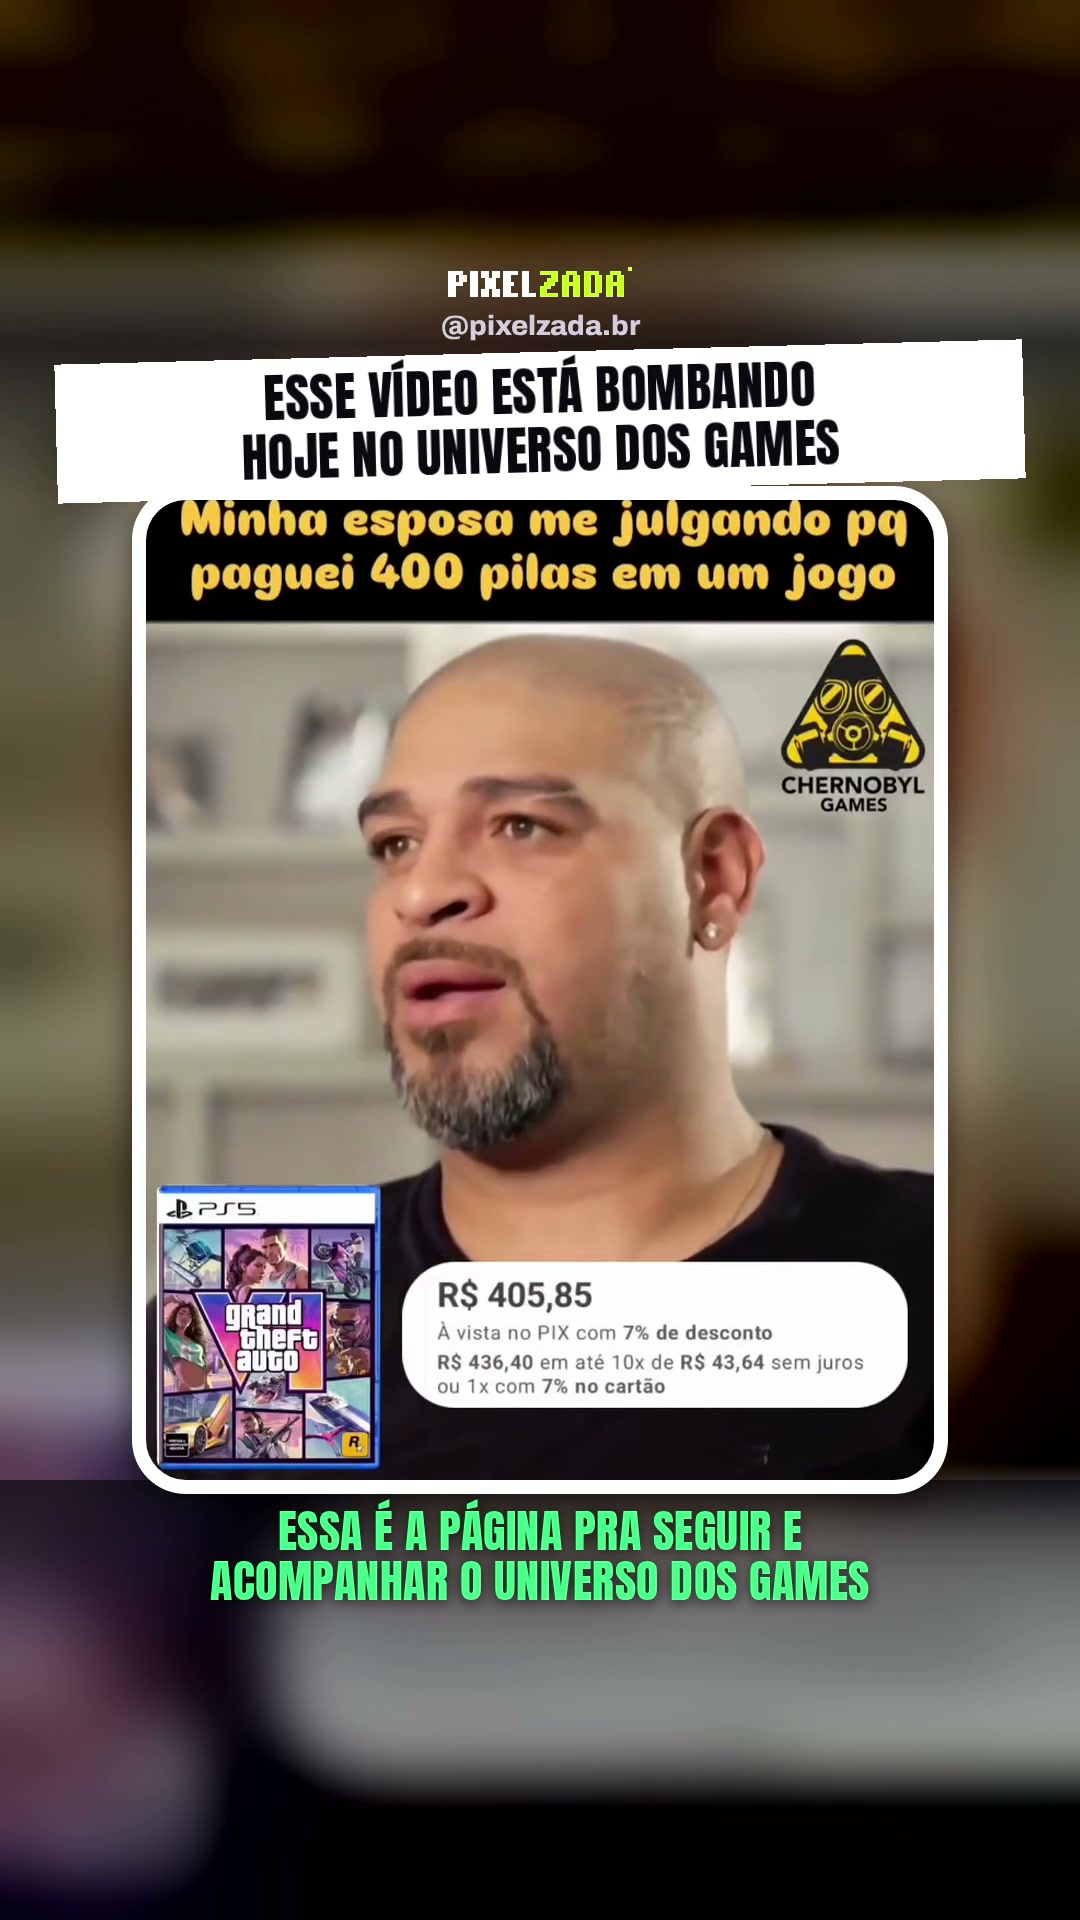 PIXELZADA
@pixelzada.br
ESSE VÍDEO ESTÁ BOMBANDO
HOJE NO UNIVERSO DOS GAMES
Minha esposa me julgando pq
paguei 400 pilas em um jogo
CHERNOBYL
GAMES
PS5
grand
theft
auto
VI
R
R$ 405,85
À vista no PIX com 7% de desconto
R$ 436,40 em até 10x de R$ 43,64 sem juros
ou 1x com 7% no cartão
ESSA É A PÁGINA PRA SEGUIR E
ACOMPANHAR O UNIVERSO DOS GAMES